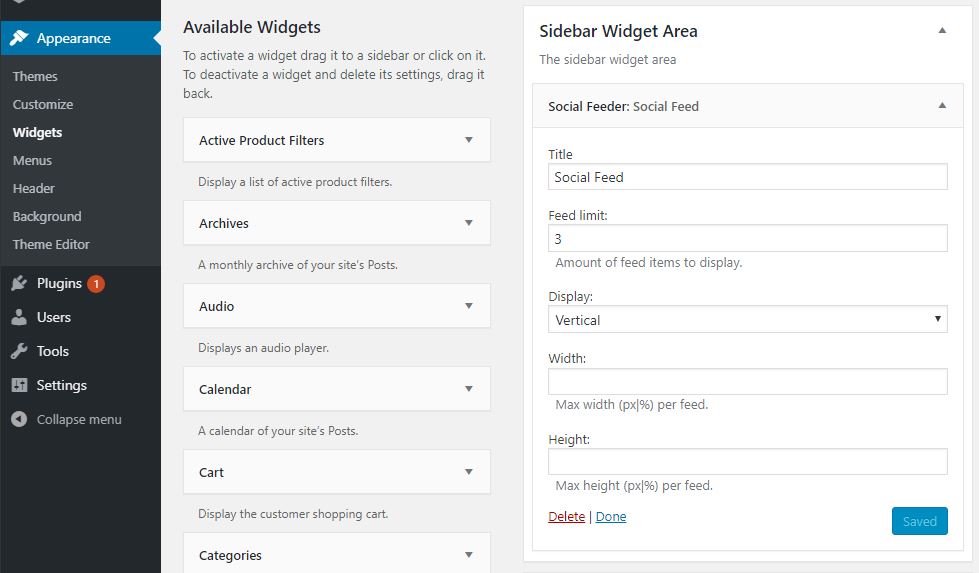 Appearance
Themes
Customize
Widgets
Menus
Header
Background
Theme Editor
Plugins 1
Users
Tools
Settings
Collapse menu
Available Widgets
To activate a widget drag it to a sidebar or click on it.
To deactivate a widget and delete its settings, drag it
back.
Active Product Filters
Display a list of active product filters.
Archives
A monthly archive of your site's Posts.
Audio
Displays an audio player.
Calendar
A calendar of your site's Posts.
Cart
Display the customer shopping cart.
Categories
Sidebar Widget Area
The sidebar widget area
Social Feeder: Social Feed
Title
Social Feed
Feed limit:
3
Amount of feed items to display.
Display:
Vertical
Width:
Max width (px|%) per feed.
Height:
Max height (px|%) per feed.
Delete | Done
Saved